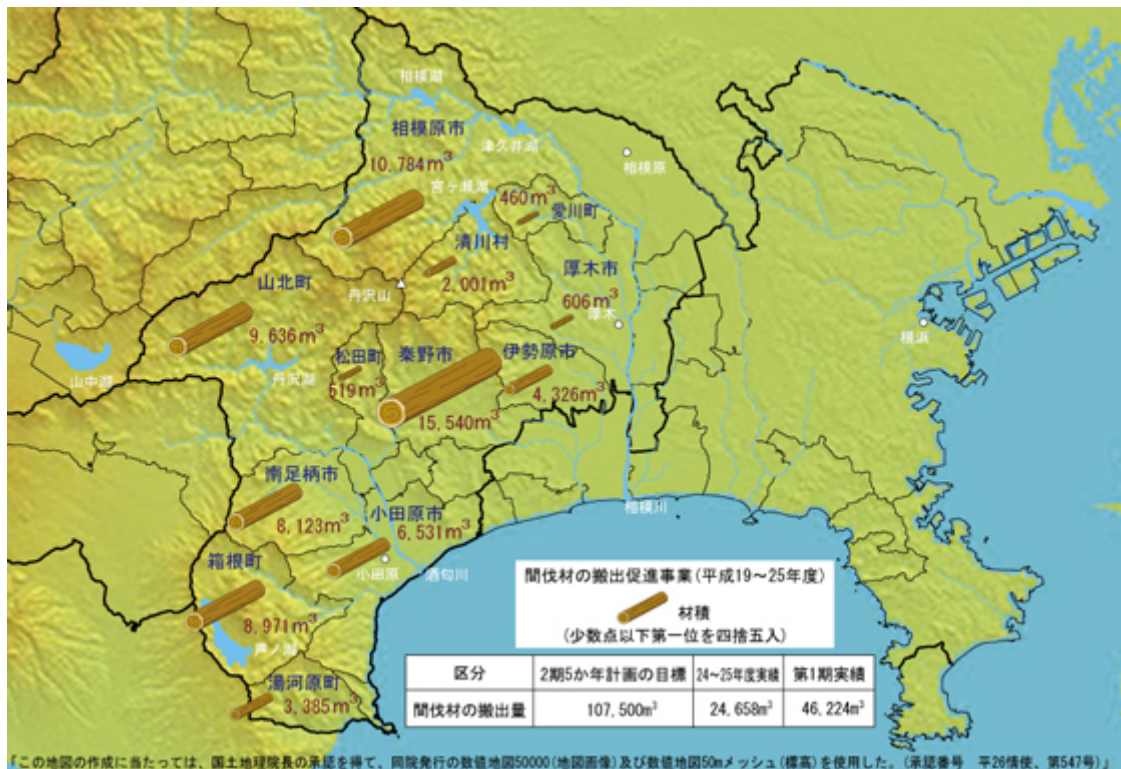 相模湖
相模原市
津久井湖
10,784m³
相模原
宮ヶ瀬湖
460m³
愛川町
清川村
厚木市
山北町
丹沢山
2,001m³
606m³
厚木
9,636m³
松田町
秦野市
伊勢原市
横浜
山中湖
丹沢湖
519m³
4,326m³
15,540m³
南足柄市
相模川
小田原市
8,123m³
6,531m³
箱根町
小田原
酒匂川
8,971m³
芦ノ湖
湯河原町
3,385m³
間伐材の搬出促進事業(平成19～25年度)
材積
(少数点以下第一位を四捨五入)
区分 2期5か年計画の目標 24～25年度実績 第1期実績
間伐材の搬出量 107,500m³ 24,658m³ 46,224m³
「この地図の作成に当たっては、国土地理院長の承認を得て、同院発行の数値地図50000(地図画像)及び数値地図50mメッシュ(標高)を使用した。(承認番号 平26情使、第547号)」